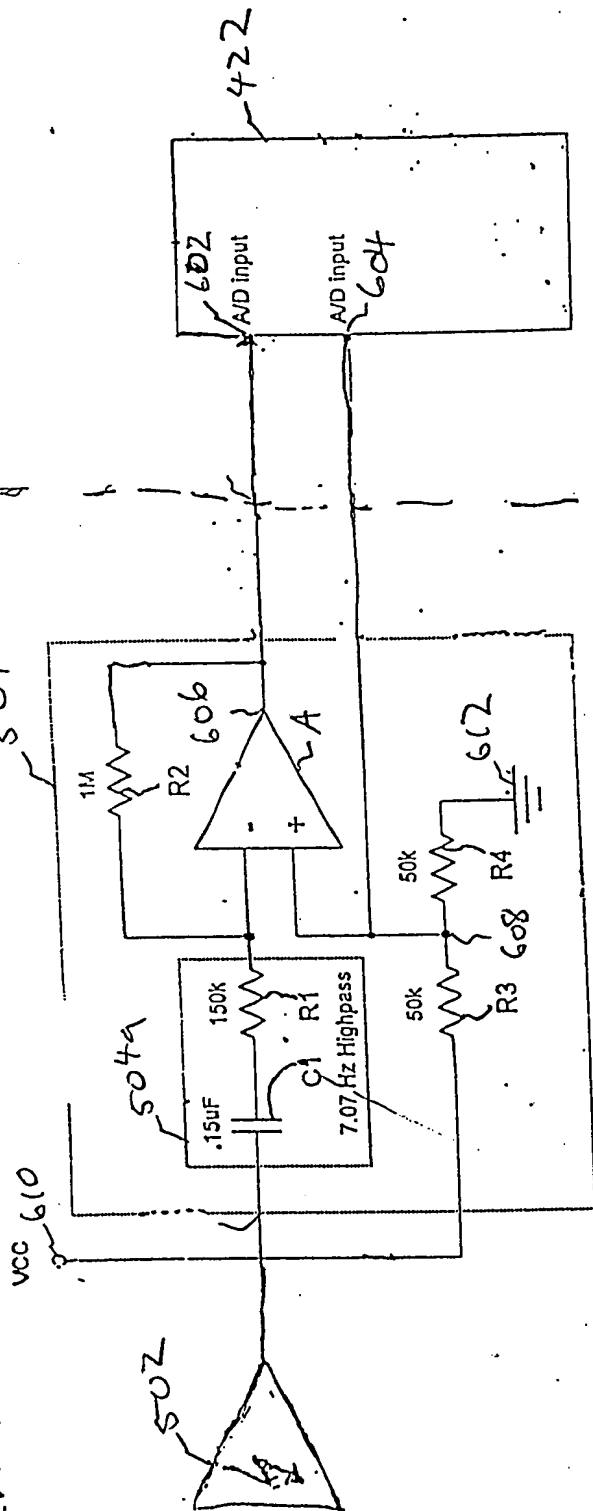 VCC 610
504a
.15uF
150k
C1
R1
7.07 Hz Highpass
1M
R2
606
-
+
A
50k
R3
608
50k
R4
612
502
602
A/D input
A/D input
604
422